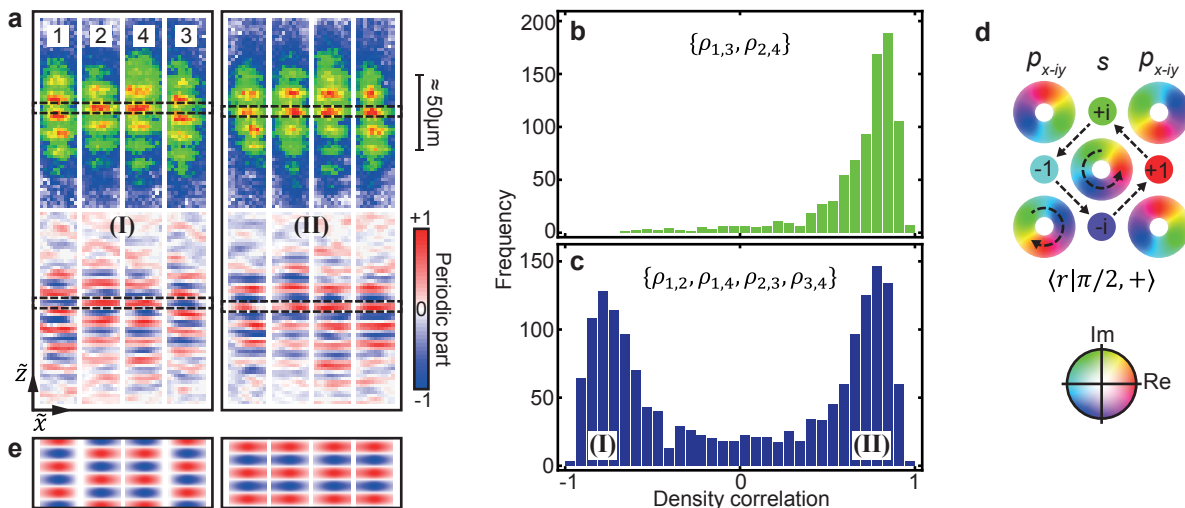 a
1 2 4 3
≈ 50μm
(I)
(II)
+1
0
-1
Periodic part
z̃
x̃
e
b
200
150
100
50
0
{ρ1,3, ρ2,4}
Frequency
c
150
100
50
0
{ρ1,2, ρ1,4, ρ2,3, ρ3,4}
(I)
(II)
-1 0 1
Density correlation
d
px-iy s px-iy
+i
-1
+1
-i
⟨r|π/2, +⟩
Im
Re